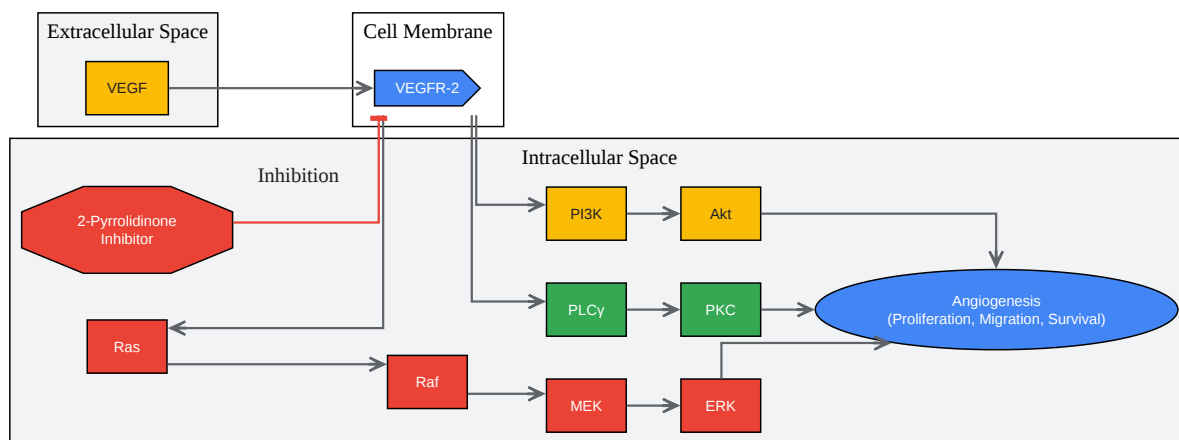 Extracellular Space
Cell Membrane
VEGF
VEGFR-2
Intracellular Space
Inhibition
2-Pyrrolidinone
Inhibitor
PI3K
Akt
PLCγ
PKC
Angiogenesis
(Proliferation, Migration, Survival)
Ras
Raf
MEK
ERK